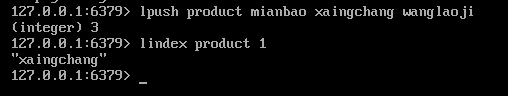 127.0.0.1:6379> lpush product mianbao xaingchang wanglaoji
(integer) 3
127.0.0.1:6379> lindex product 1
"xaingchang"
127.0.0.1:6379> _